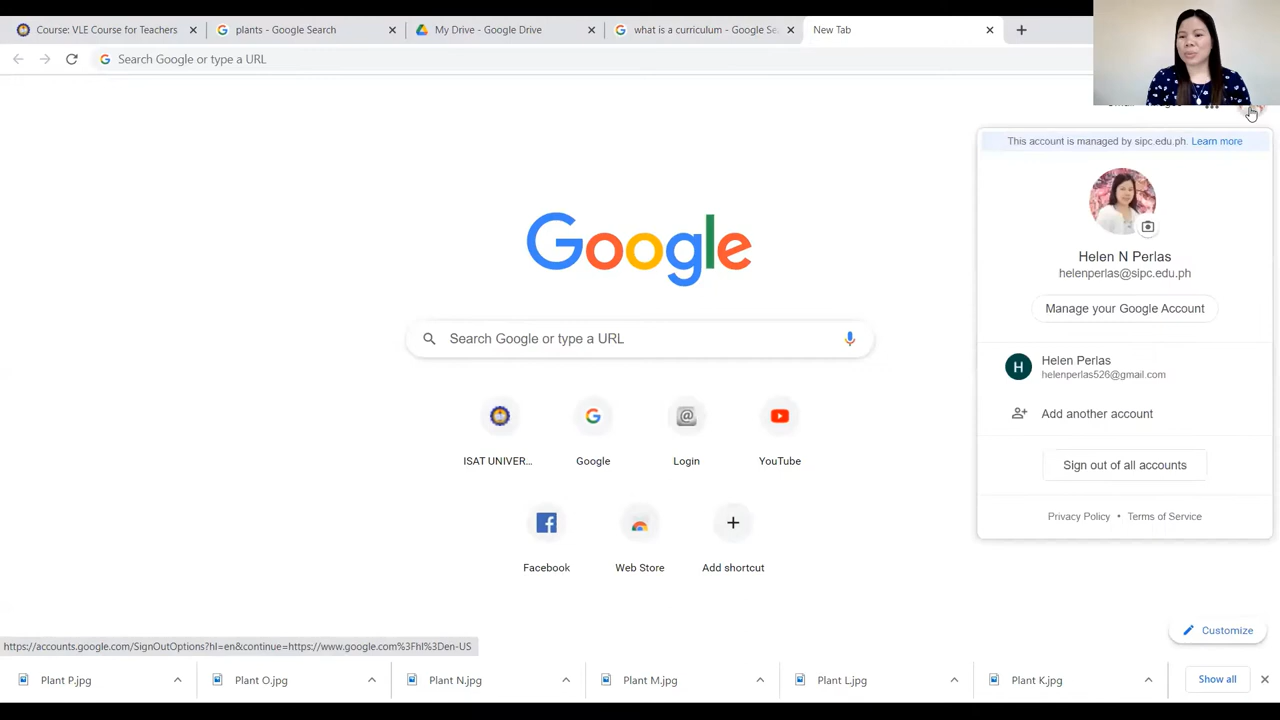 Course: VLE Course for Teachers
plants - Google Search
My Drive - Google Drive
what is a curriculum - Google Se
New Tab
Search Google or type a URL
This account is managed by sipc.edu.ph. Learn more
Helen N Perlas
helenperlas@sipc.edu.ph
Manage your Google Account
Google
Search Google or type a URL
H
Helen Perlas
helenperlas526@gmail.com
Add another account
Sign out of all accounts
Privacy Policy • Terms of Service
ISAT UNIVER...
Google
Login
YouTube
Facebook
Web Store
Add shortcut
Customize
https://accounts.google.com/SignOutOptions?hl=en&continue=https://www.google.com%3Fhl%3Den-US
Plant P.jpg
Plant O.jpg
Plant N.jpg
Plant M.jpg
Plant L.jpg
Plant K.jpg
Show all